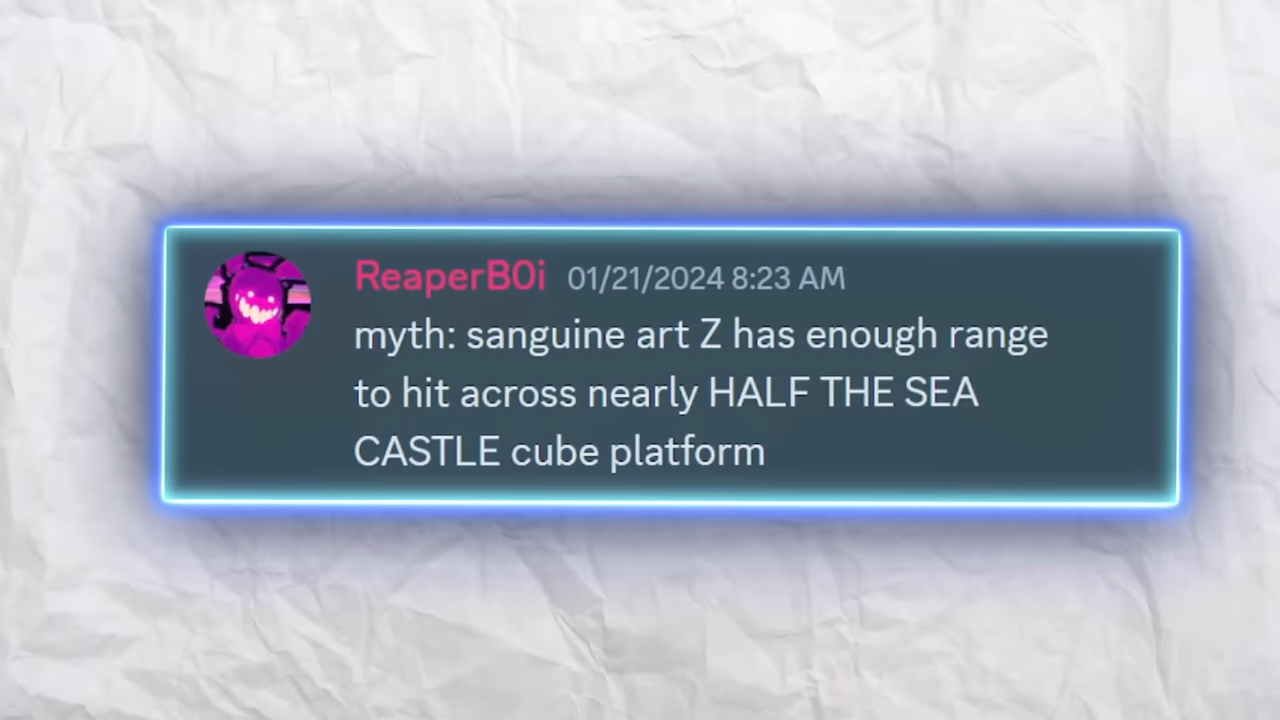 ReaperB0i 01/21/2024 8:23 AM
myth: sanguine art Z has enough range
to hit across nearly HALF THE SEA
CASTLE cube platform